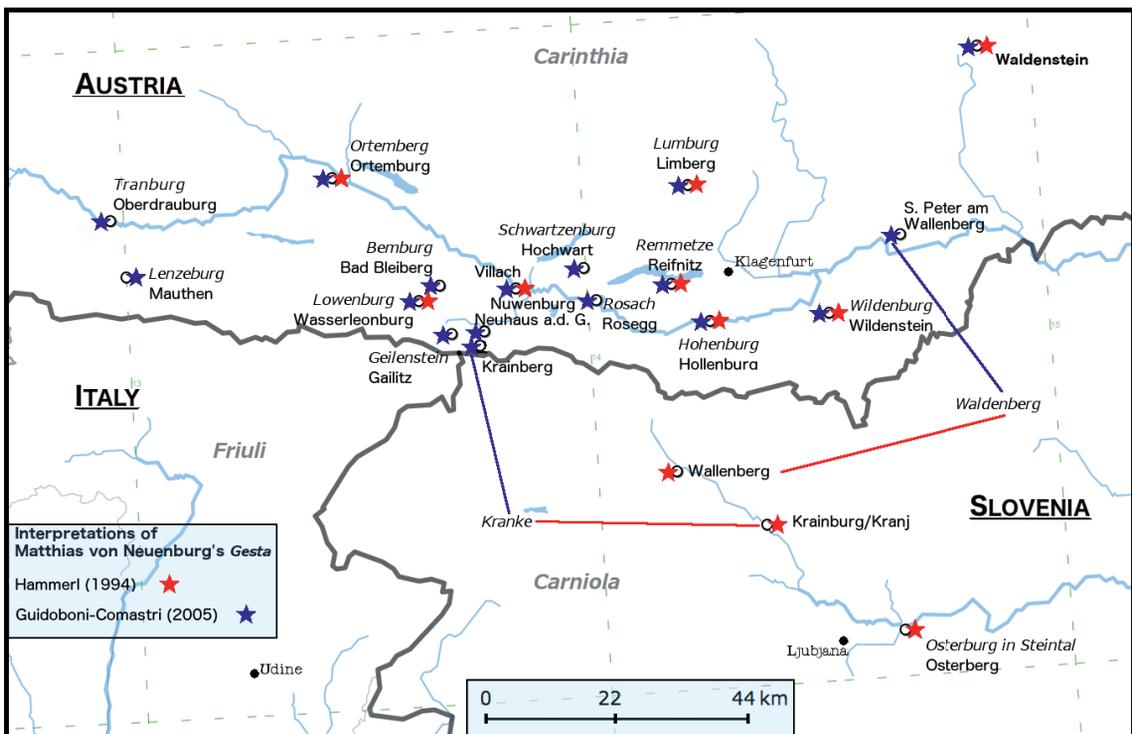 Carinthia
Waldenstein
AUSTRIA
Ortemberg
Ortemburg
Lumburg
Limberg
Tranburg
Oberdrauburg
S. Peter am
Wallenberg
Schwartzenburg
Hochwart
Remmetze
Reifnitz
Klagenfurt
Bemburg
Bad Bleiberg
Lenzeburg
Mauthen
Villach
Lowenburg
Wasserleonburg
Nuwenburg
Neuhaus a.d. G.
Rosach
Rosegg
Wildenburg
Wildenstein
Hohenburg
Hollenburg
Geilenstein
Gailitz
Krainberg
13
14
15
ITALY
Waldenberg
Friuli
Wallenberg
SLOVENIA
Kranke
Krainburg/Kranj
Interpretations of
Matthias von Neuenburg's Gesta
Hammerl (1994)
Guidoboni-Comastri (2005)
Carniola
Ljubjana
Osterburg in Steintal
Osterberg
Udine
0 22 44 km